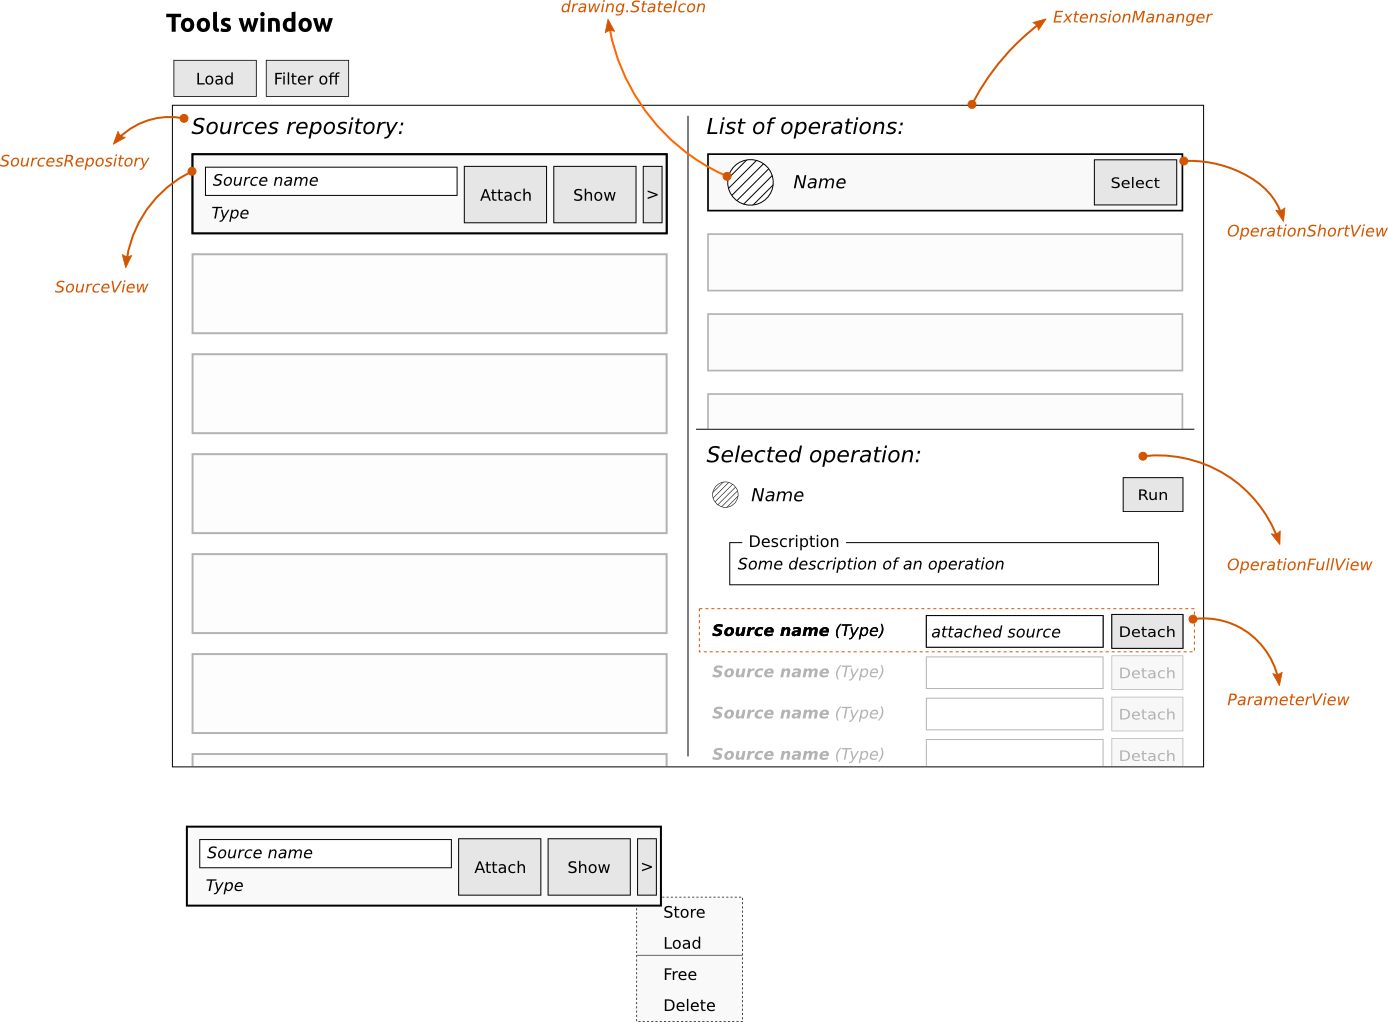 drawing.StateIcon
ExtensionMananger
Tools window
Load
Filter off
Sources repository:
List of operations:
SourcesRepository
Source name
Type
Attach
Show
>
Name
Select
OperationShortView
SourceView
Selected operation:
Name
Run
Description
Some description of an operation
OperationFullView
Source name (Type)
attached source
Detach
Source name (Type)
Detach
ParameterView
Source name (Type)
Detach
Source name (Type)
Detach
Source name
Type
Attach
Show
>
Store
Load
Free
Delete